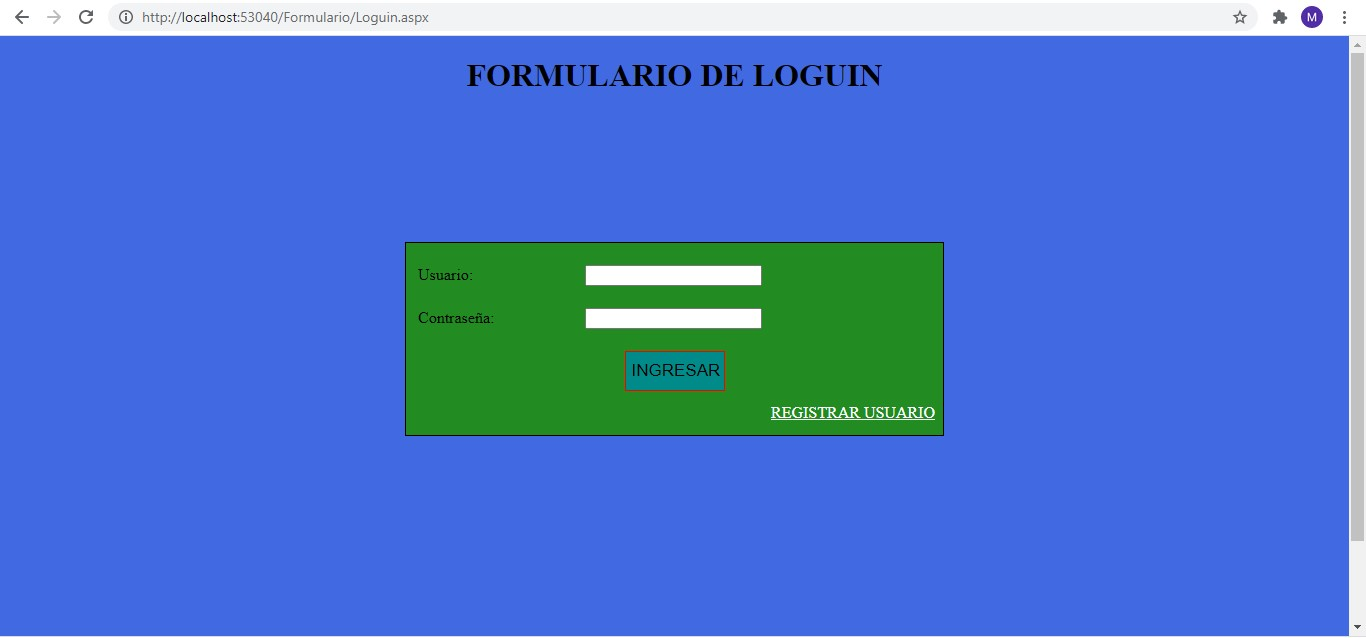 http://localhost:53040/Formulario/Loguin.aspx
M
FORMULARIO DE LOGUIN
Usuario:
Contraseña:
INGRESAR
REGISTRAR USUARIO